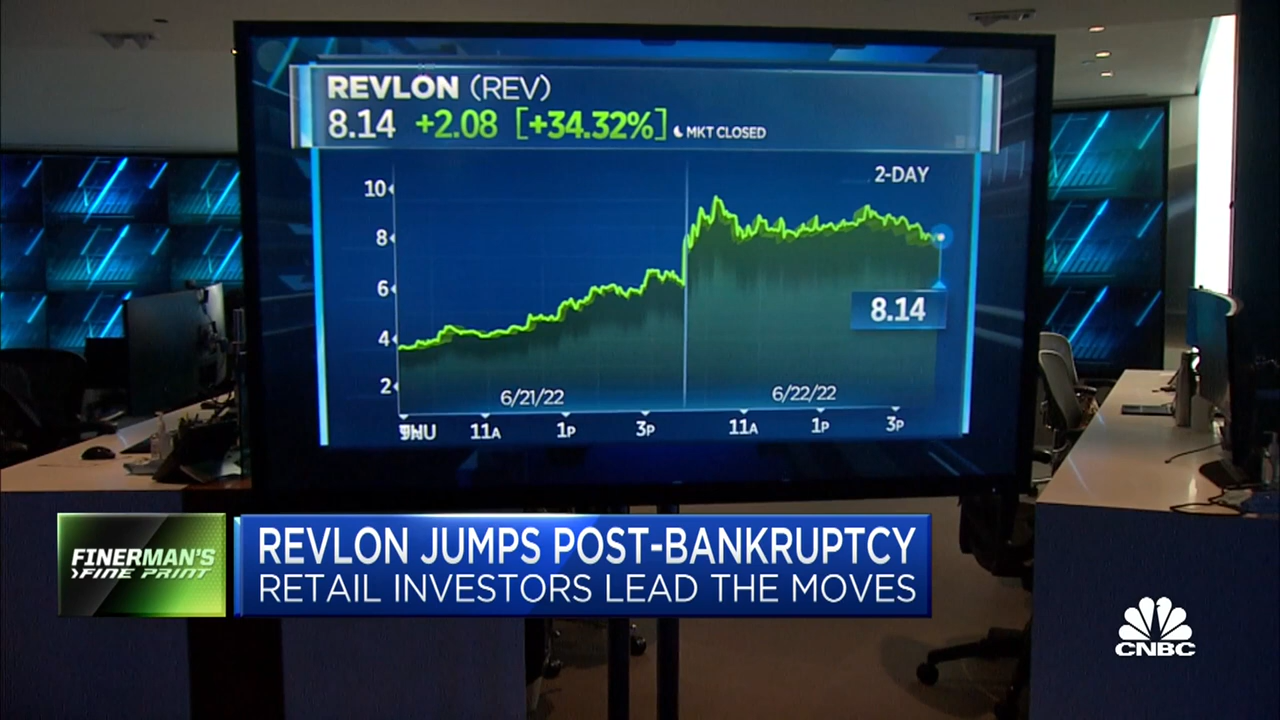 REVLON (REV)
8.14 +2.08 [+34.32%] MKT CLOSED
2-DAY
10
8
6
4
2
8.14
6/21/22 6/22/22
11A 1P 3P 11A 1P 3P
FINERMAN'S
FINE PRINT
REVLON JUMPS POST-BANKRUPTCY
RETAIL INVESTORS LEAD THE MOVES
CNBC